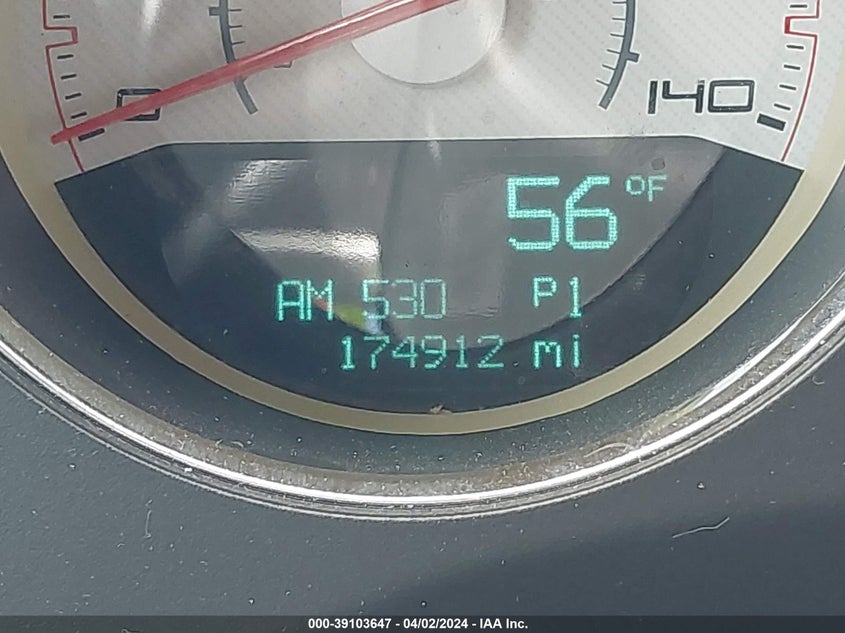 0 140
56 °F
AM 530 P1
174912 mi
000-39103647 - 04/02/2024 - IAA Inc.